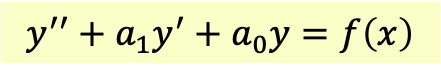 y″ + a₁y′ + a₀y = f(x)